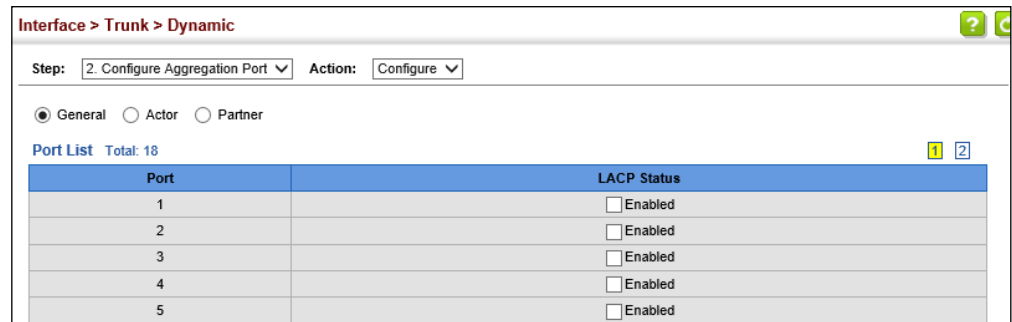 Interface > Trunk > Dynamic
?
Step: 2. Configure Aggregation Port Action: Configure
General Actor Partner
Port List Total: 18 1 2
Port LACP Status
1 Enabled
2 Enabled
3 Enabled
4 Enabled
5 Enabled